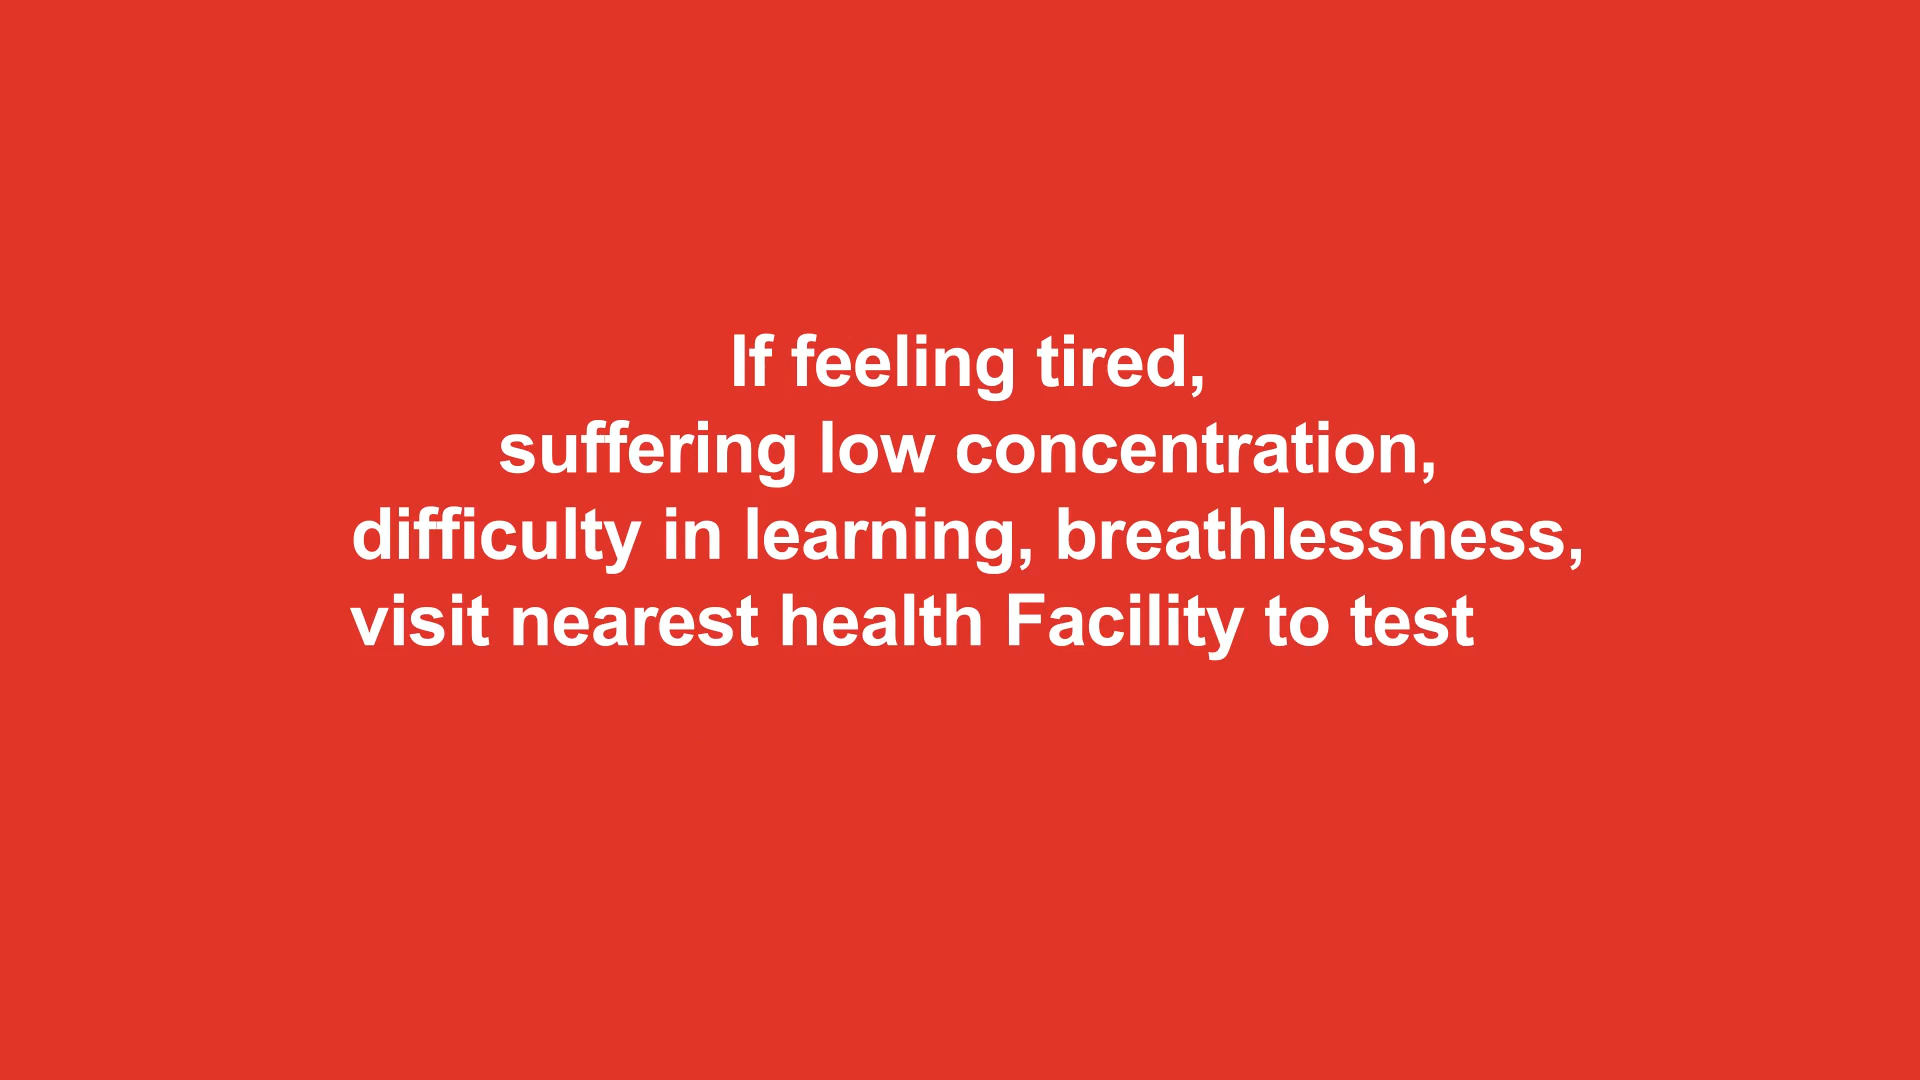 If feeling tired,
suffering low concentration,
difficulty in learning, breathlessness,
visit nearest health Facility to test